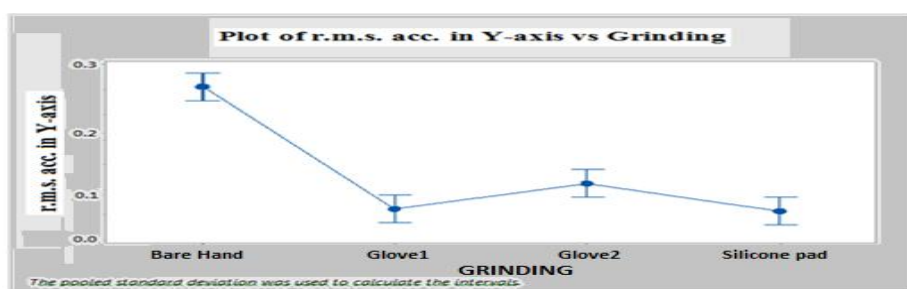 Plot of r.m.s. acc. in Y-axis vs Grinding
r.m.s. acc. in Y-axis
0.3
0.2
0.1
0.0
Bare Hand Glove1 Glove2 Silicone pad
GRINDING
The pooled standard deviation was used to calculate the intervals.